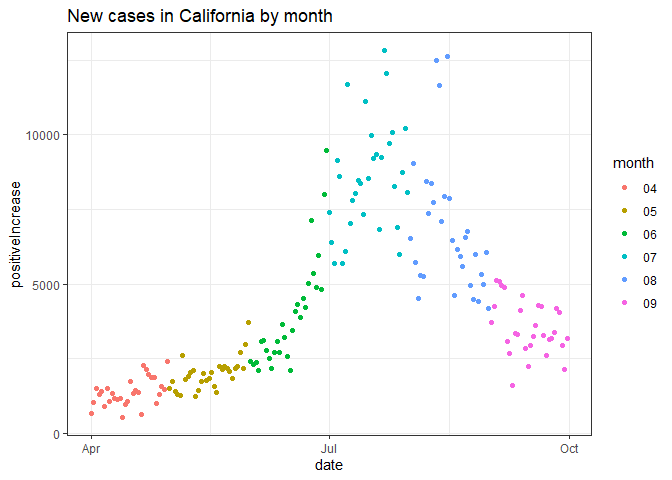 New cases in California by month
positiveIncrease
10000
5000
0
Apr
Jul
Oct
date
month
04
05
06
07
08
09